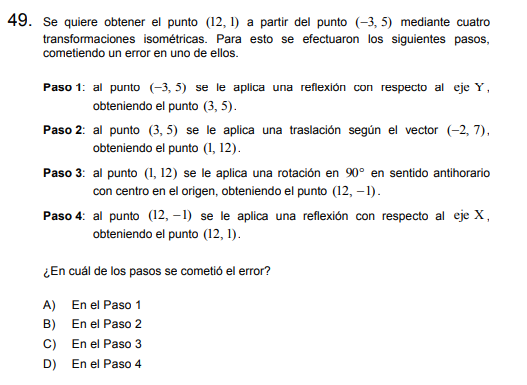 49. Se quiere obtener el punto (12, 1) a partir del punto (−3, 5) mediante cuatro
transformaciones isométricas. Para esto se efectuaron los siguientes pasos,
cometiendo un error en uno de ellos.
Paso 1: al punto (−3, 5) se le aplica una reflexión con respecto al eje Y,
obteniendo el punto (3, 5).
Paso 2: al punto (3, 5) se le aplica una traslación según el vector (−2, 7),
obteniendo el punto (1, 12).
Paso 3: al punto (1, 12) se le aplica una rotación en 90° en sentido antihorario
con centro en el origen, obteniendo el punto (12, −1).
Paso 4: al punto (12, −1) se le aplica una reflexión con respecto al eje X,
obteniendo el punto (12, 1).
¿En cuál de los pasos se cometió el error?
A) En el Paso 1
B) En el Paso 2
C) En el Paso 3
D) En el Paso 4